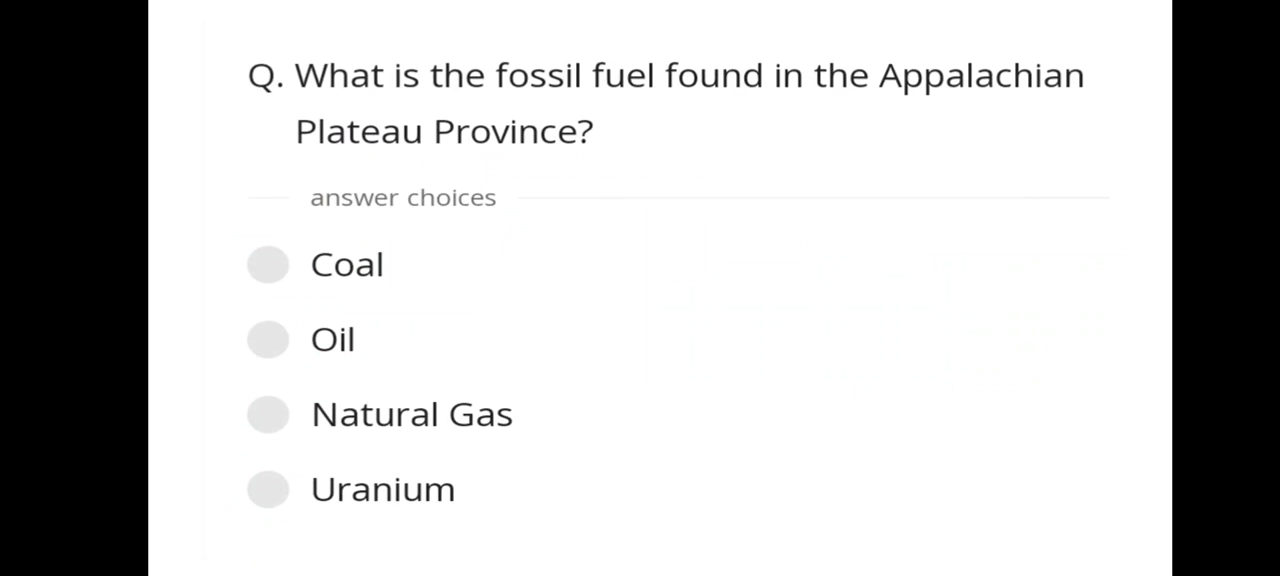 Q. What is the fossil fuel found in the Appalachian
Plateau Province?
answer choices
Coal
Oil
Natural Gas
Uranium